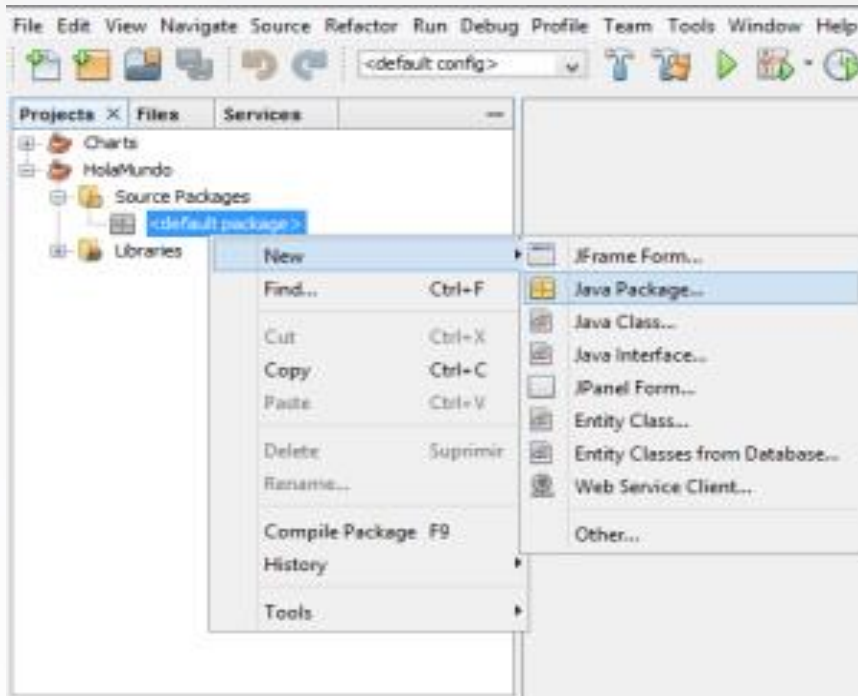 File Edit View Navigate Source Refactor Run Debug Profile Team Tools Window Help
<default config>
Projects × Files Services
Charts
HolaMundo
Source Packages
<default package>
Libraries
New
Find... Ctrl+F
Cut Ctrl+X
Copy Ctrl+C
Paste Ctrl+V
Delete Suprimir
Rename...
Compile Package F9
History
Tools
JFrame Form...
Java Package...
Java Class...
Java Interface...
JPanel Form...
Entity Class...
Entity Classes from Database...
Web Service Client...
Other...